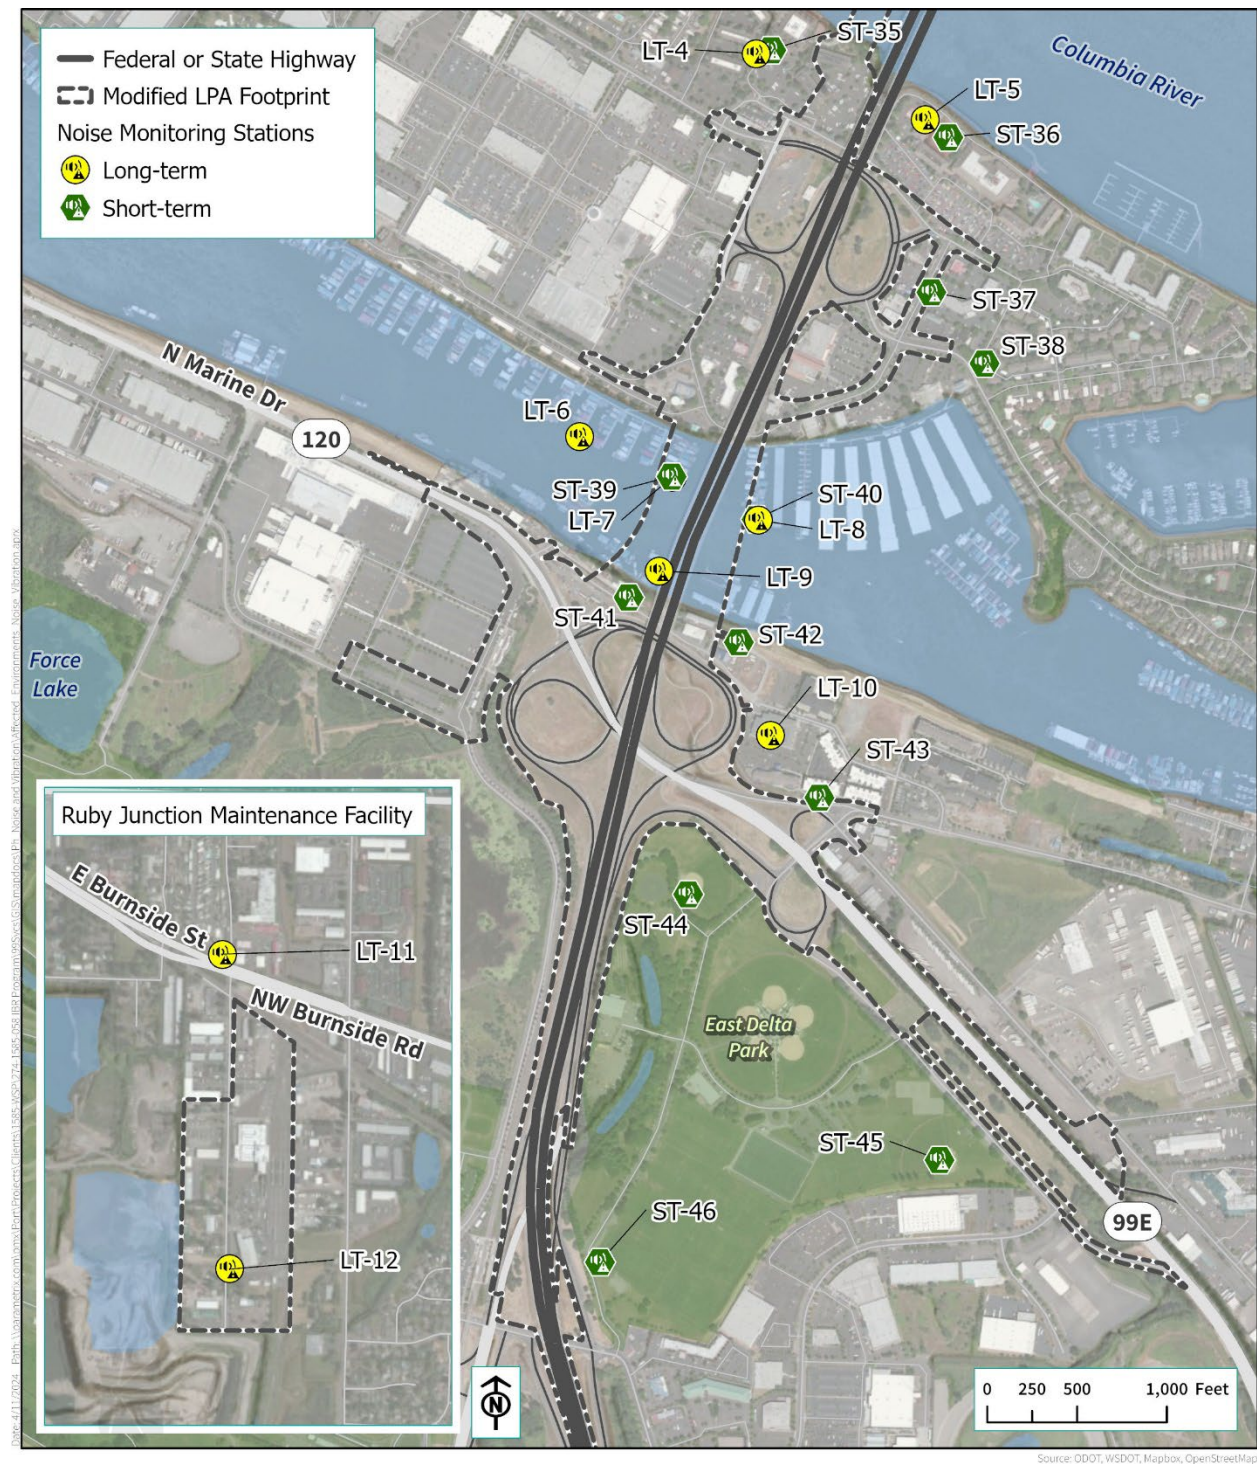 Federal or State Highway
Modified LPA Footprint
Noise Monitoring Stations
Long-term
Short-term
LT-4
ST-35
Columbia River
LT-5
ST-36
ST-37
ST-38
N Marine Dr
120
LT-6
ST-39
LT-7
ST-40
LT-8
LT-9
ST-41
ST-42
Force
Lake
LT-10
ST-43
ST-44
East Delta
Park
ST-45
ST-46
99E
Ruby Junction Maintenance Facility
E Burnside St
LT-11
NW Burnside Rd
LT-12
N
0 250 500 1,000 Feet
Source: ODOT, WSDOT, Mapbox, OpenStreetMap